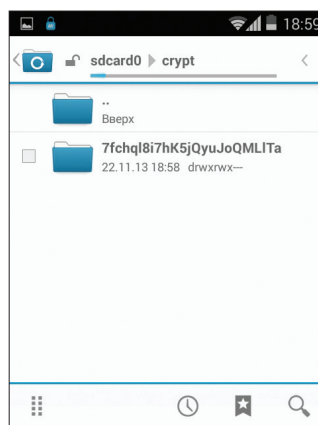 18:59
sdcard0 crypt
..
Вверх
7fchql8i7hK5jQyuJoQMLlTa
22.11.13 18:58 drwxrwx---